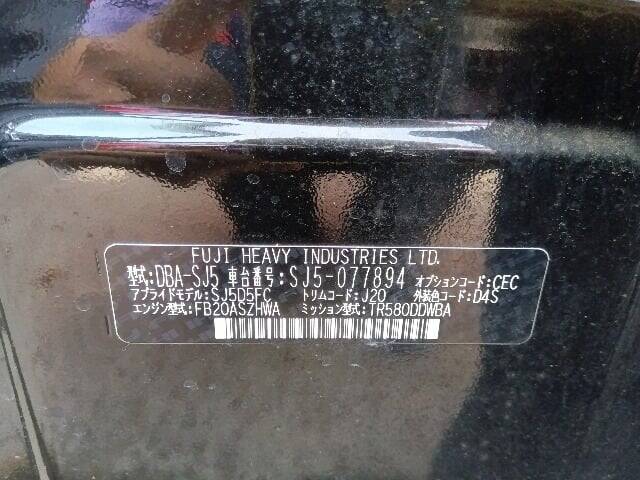 FUJI HEAVY INDUSTRIES LTD.
型式:DBA-SJ5 車台番号:SJ5-077894 オプションコード:CEC
アプライドモデル:SJ5D5FC トリムコード:J20 外装色コード:D4S
エンジン型式:FB20ASZHWA ミッション型式:TR580DDWBA